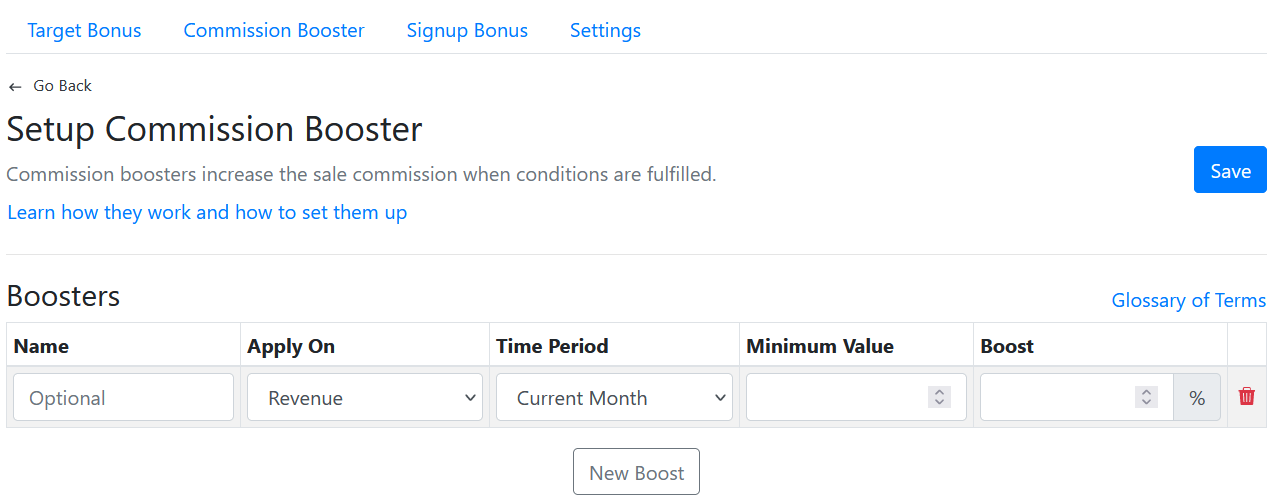 Target Bonus Commission Booster Signup Bonus Settings
← Go Back
Setup Commission Booster
Commission boosters increase the sale commission when conditions are fulfilled.
Save
Learn how they work and how to set them up
Boosters
Glossary of Terms
Name Apply On Time Period Minimum Value Boost
Optional Revenue Current Month %
New Boost